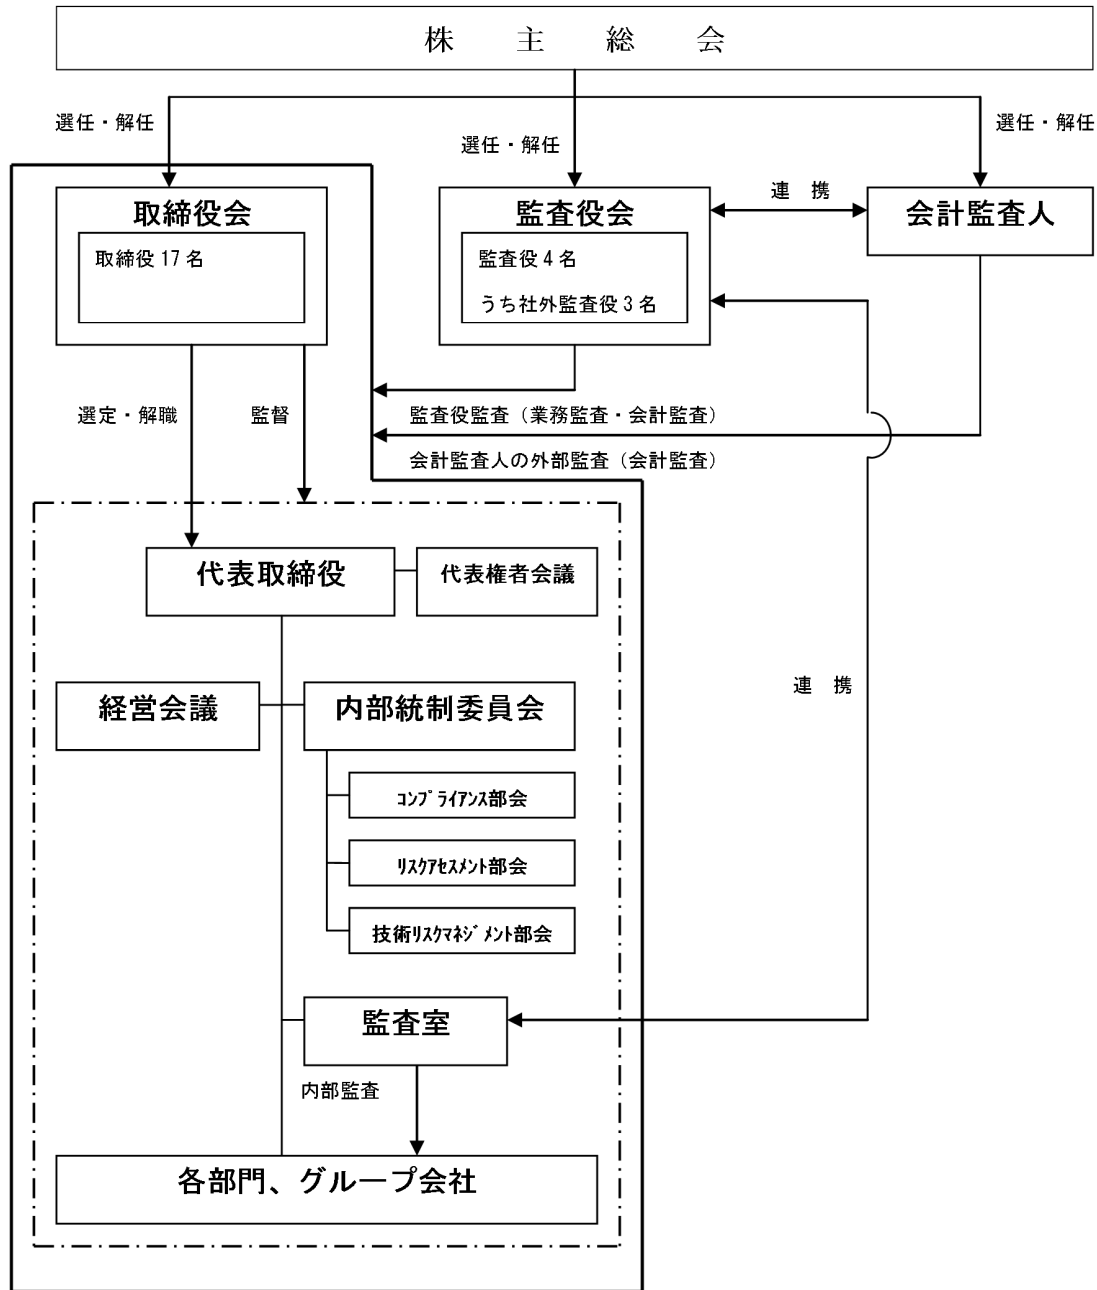 株 主 総 会
選任・解任
選任・解任
選任・解任
取締役会
取締役 17 名
監査役会
監査役 4 名
うち社外監査役 3 名
連 携
会計監査人
選定・解職
監督
監査役監査（業務監査・会計監査）
会計監査人の外部監査（会計監査）
代表取締役
代表権者会議
連 携
経営会議
内部統制委員会
ｺﾝﾌﾟﾗｲｱﾝｽ部会
ﾘｽｸｱｾｽﾒﾝﾄ部会
技術ﾘｽｸﾏﾈｼﾞﾒﾝﾄ部会
監査室
内部監査
各部門、グループ会社